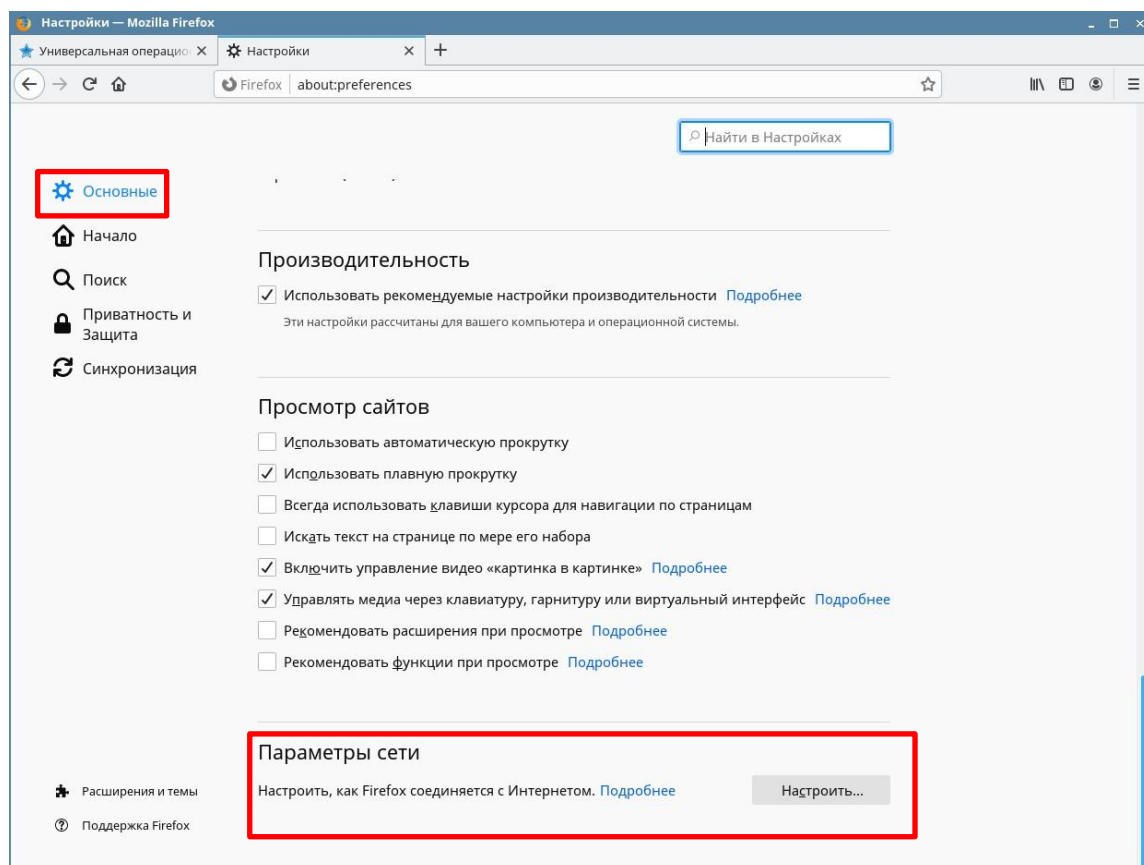 Настройки — Mozilla Firefox
Универсальная операцио
Настройки
Firefox
about:preferences
Найти в Настройках
Основные
Начало
Поиск
Приватность и
Защита
Синхронизация
Производительность
Использовать рекомендуемые настройки производительности Подробнее
Эти настройки рассчитаны для вашего компьютера и операционной системы.
Просмотр сайтов
Использовать автоматическую прокрутку
Использовать плавную прокрутку
Всегда использовать клавиши курсора для навигации по страницам
Искать текст на странице по мере его набора
Включить управление видео «картинка в картинке» Подробнее
Управлять медиа через клавиатуру, гарнитуру или виртуальный интерфейс Подробнее
Рекомендовать расширения при просмотре Подробнее
Рекомендовать функции при просмотре Подробнее
Параметры сети
Настроить, как Firefox соединяется с Интернетом. Подробнее
Настроить...
Расширения и темы
Поддержка Firefox